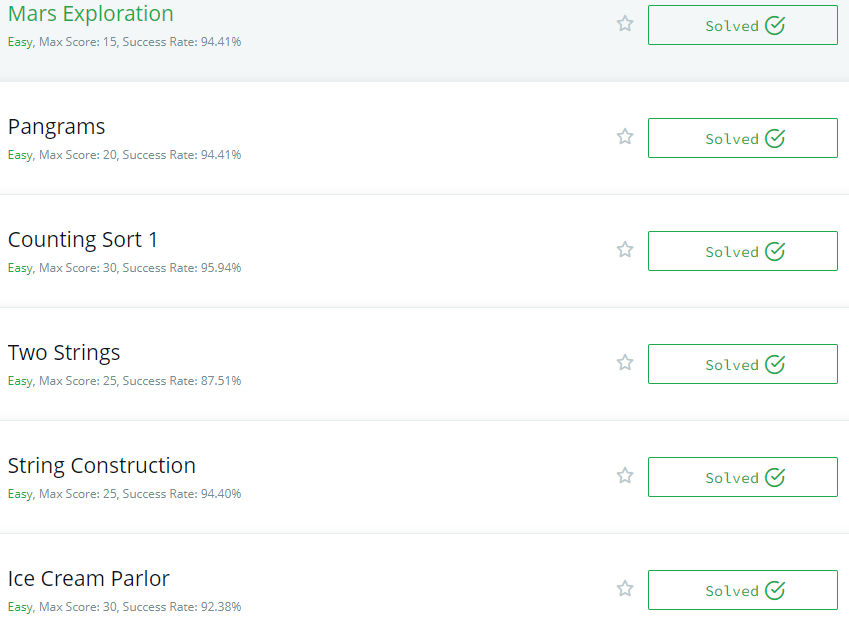 Mars Exploration
Easy, Max Score: 15, Success Rate: 94.41%
Solved
Pangrams
Easy, Max Score: 20, Success Rate: 94.41%
Solved
Counting Sort 1
Easy, Max Score: 30, Success Rate: 95.94%
Solved
Two Strings
Easy, Max Score: 25, Success Rate: 87.51%
Solved
String Construction
Easy, Max Score: 25, Success Rate: 94.40%
Solved
Ice Cream Parlor
Easy, Max Score: 30, Success Rate: 92.38%
Solved